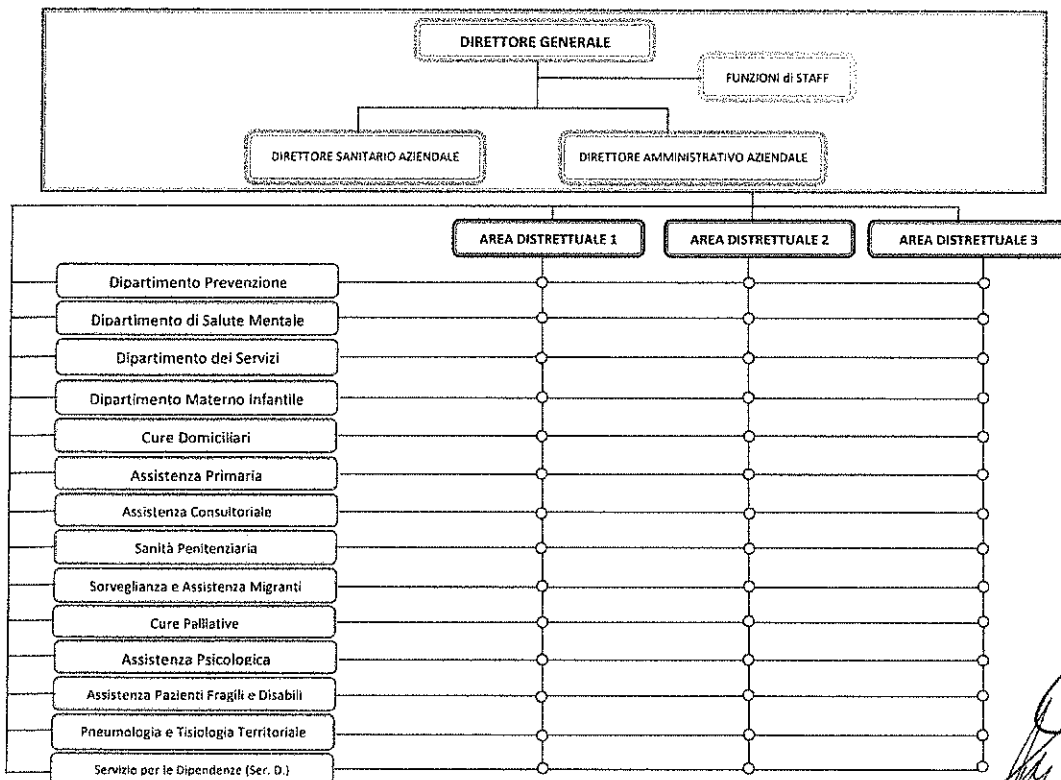 DIRETTORE GENERALE
FUNZIONI di STAFF
DIRETTORE SANITARIO AZIENDALE
DIRETTORE AMMINISTRATIVO AZIENDALE
AREA DISTRETTUALE 1
AREA DISTRETTUALE 2
AREA DISTRETTUALE 3
Dipartimento Prevenzione
Dipartimento di Salute Mentale
Dipartimento dei Servizi
Dipartimento Materno Infantile
Cure Domiciliari
Assistenza Primaria
Assistenza Consultoriale
Sanità Penitenziaria
Sorveglianza e Assistenza Migranti
Cure Palliative
Assistenza Psicologica
Assistenza Pazienti Fragili e Disabili
Pneumologia e Tisiologia Territoriale
Servizio per le Dipendenze (Ser. D.)